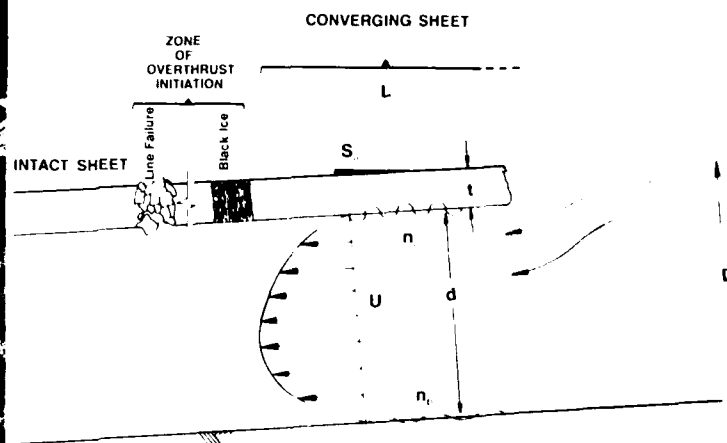 CONVERGING SHEET
ZONE
OF
OVERTHRUST
INITIATION
L
Line Failure
Black Ice
INTACT SHEET
S
t
n
d
U
n